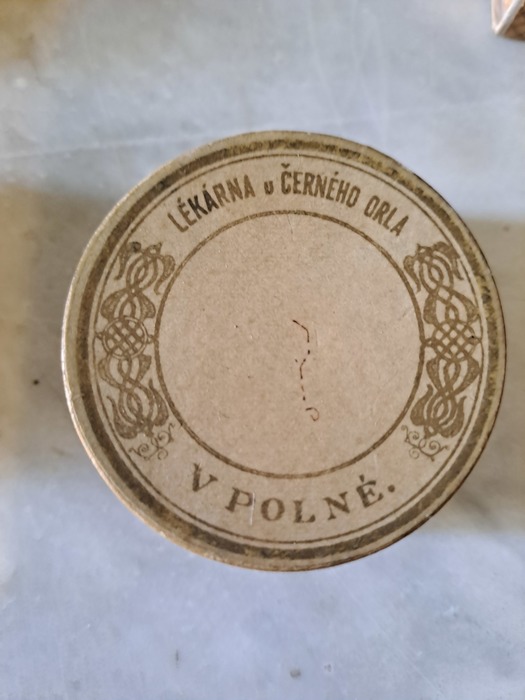 LÉKÁRNA u ČERNÉHO ORLA
V POLNÉ.